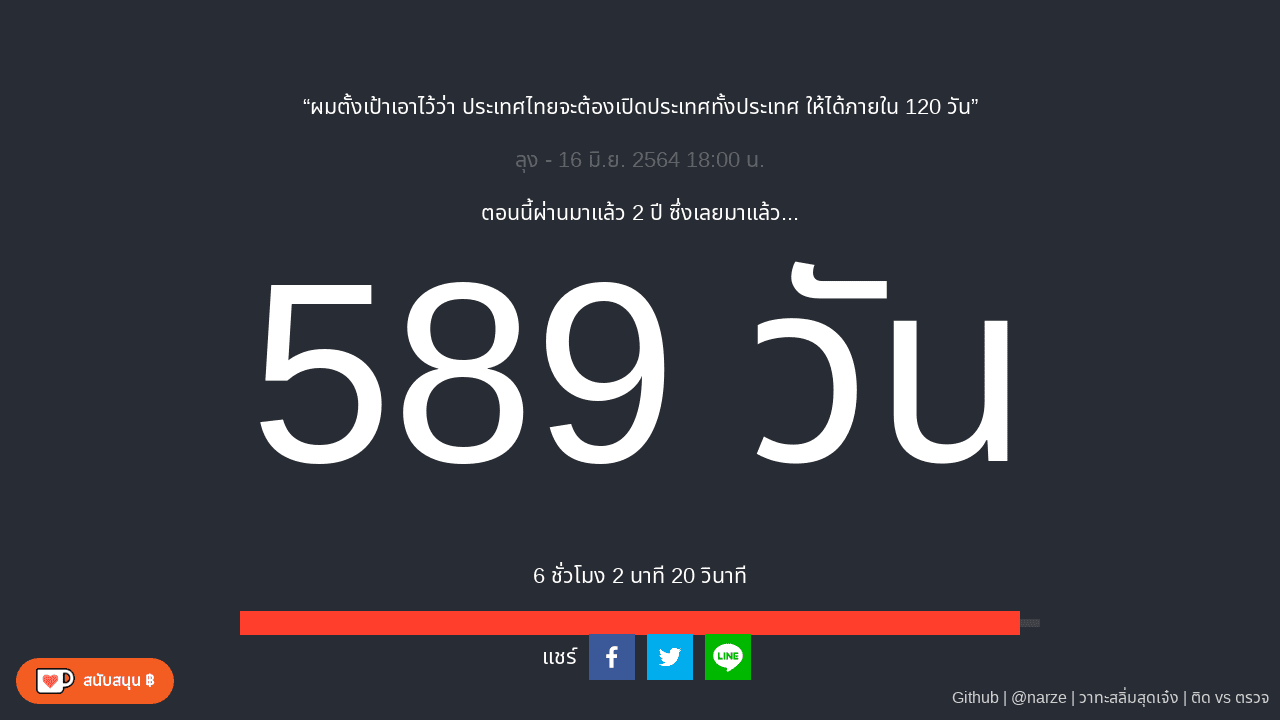 “ผมตั้งเป้าเอาไว้ว่า ประเทศไทยจะต้องเปิดประเทศทั้งประเทศ ให้ได้ภายใน 120 วัน”
ลุง - 16 มิ.ย. 2564 18:00 น.
ตอนนี้ผ่านมาแล้ว 2 ปี ซึ่งเลยมาแล้ว...
589 วัน
6 ชั่วโมง 2 นาที 20 วินาที
แชร์
LINE
สนับสนุน ฿
Github | @narze | วาทะสลิ่มสุดเจ๋ง | ติด vs ตรวจ